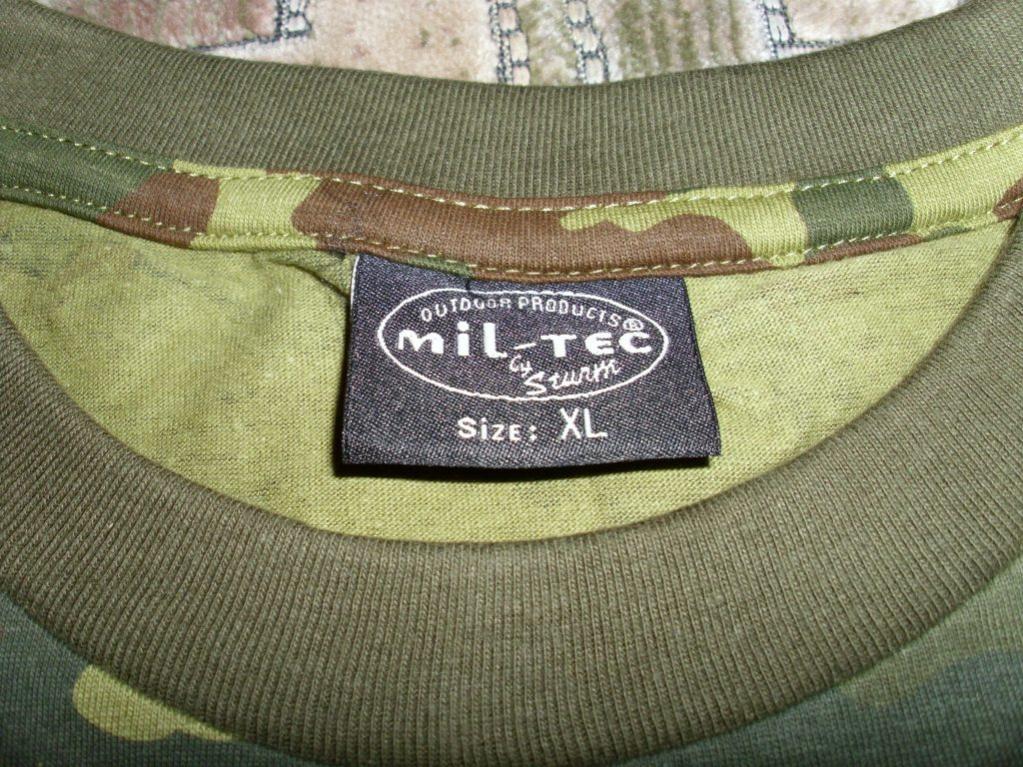 OUTDOOR PRODUCTS®
MiL-TEC
by Sturm
SiZE: XL